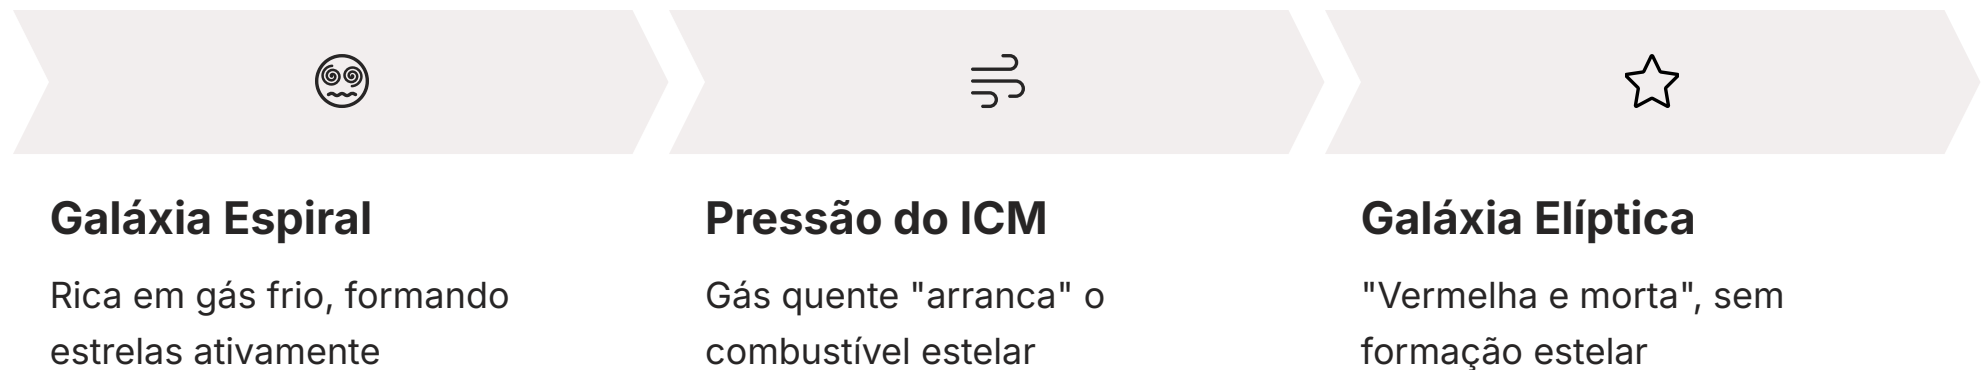 Galáxia Espiral
Rica em gás frio, formando
estrelas ativamente
Pressão do ICM
Gás quente "arranca" o
combustível estelar
Galáxia Elíptica
"Vermelha e morta", sem
formação estelar